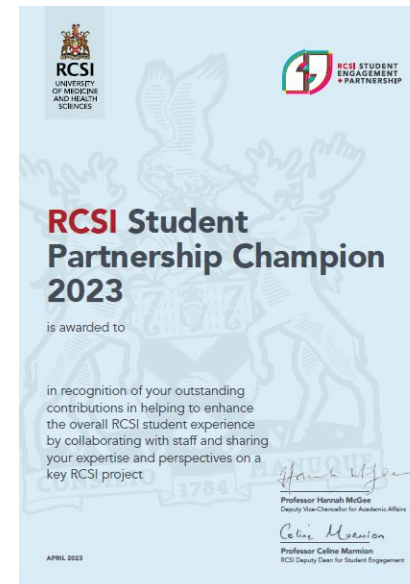 RCSI
UNIVERSITY
OF MEDICINE
AND HEALTH
SCIENCES
RCSI STUDENT
ENGAGEMENT
+ PARTNERSHIP
RCSI Student
Partnership Champion
2023
is awarded to
in recognition of your outstanding
contributions in helping to enhance
the overall RCSI student experience
by collaborating with staff and sharing
your expertise and perspectives on a
key RCSI project
1784
Professor Hannah McGee
Deputy Vice-Chancellor for Academic Affairs
Celine Marmion
Professor Celine Marmion
RCSI Deputy Dean for Student Engagement
APRIL 2023